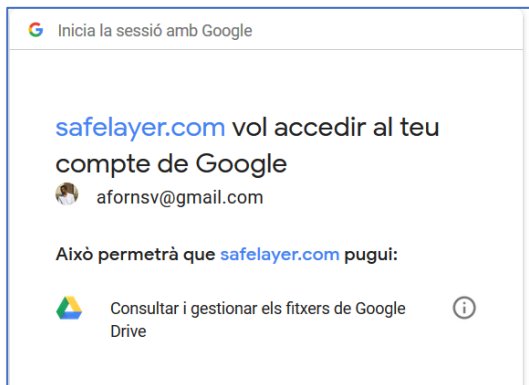 Inicia la sessió amb Google
safelayer.com vol accedir al teu
compte de Google
afornsv@gmail.com
Això permetrà que safelayer.com pugui:
Consultar i gestionar els fitxers de Google
Drive